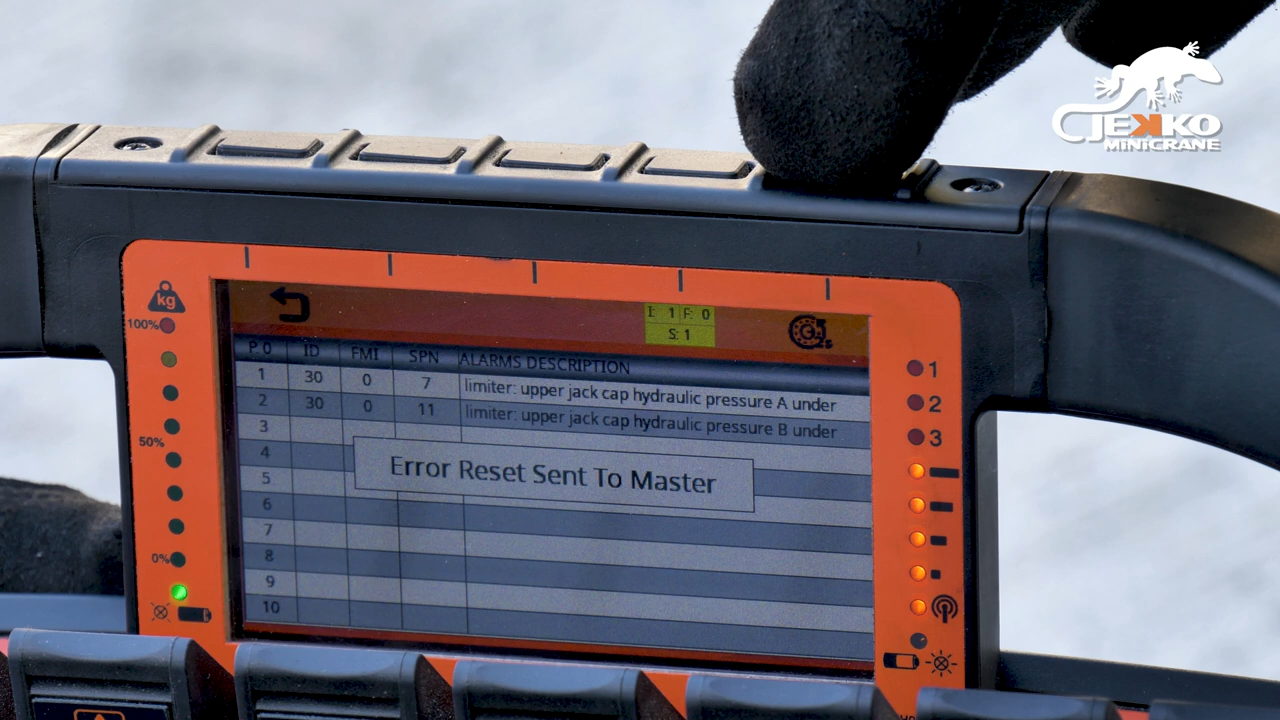 JEKKO
MINICRANE
kg
100%
50%
0%
I: 1 F: 0
S: 1
P 0 ID FMI SPN ALARMS DESCRIPTION
1 30 0 7 limiter: upper jack cap hydraulic pressure A under
2 30 0 11 limiter: upper jack cap hydraulic pressure B under
3
4
5
6
7
8
9
10
Error Reset Sent To Master
1
2
3